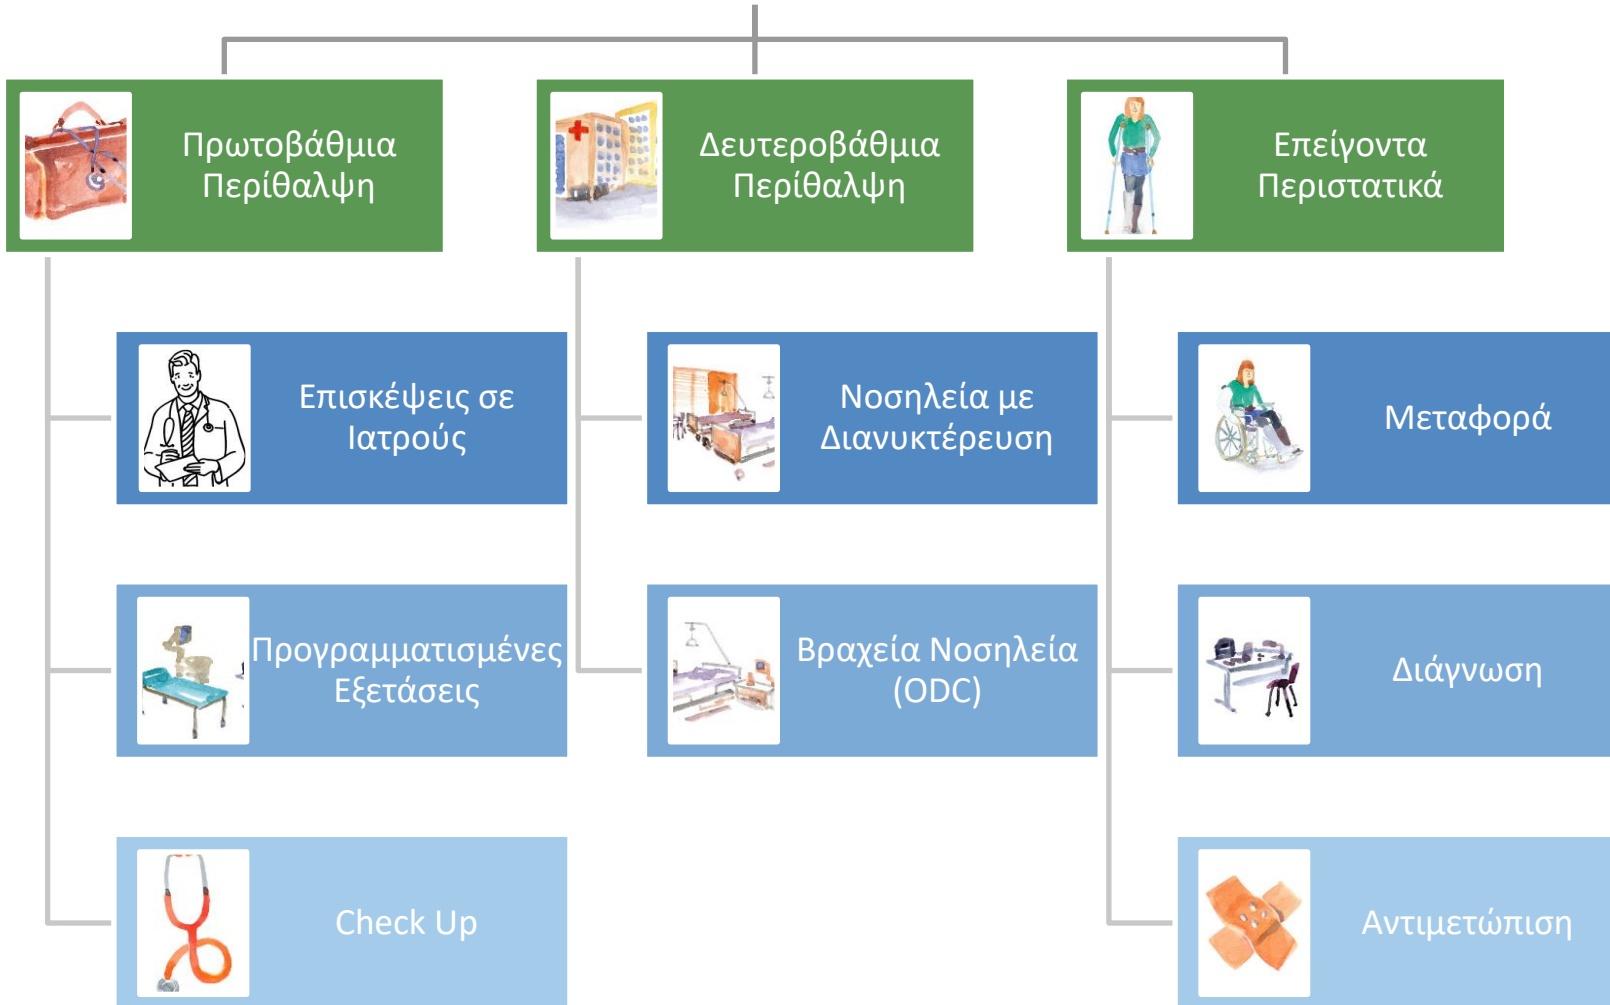 Πρωτοβάθμια
Περίθαλψη
Δευτεροβάθμια
Περίθαλψη
Επείγοντα
Περιστατικά
Επισκέψεις σε
Ιατρούς
Νοσηλεία με
Διανυκτέρευση
Μεταφορά
Προγραμματισμένες
Εξετάσεις
Βραχεία Νοσηλεία
(ODC)
Διάγνωση
Check Up
Αντιμετώπιση